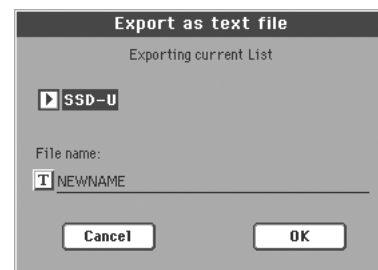 Export as text file
Exporting current List
SSD-U
File name:
T NEWNAME
Cancel OK